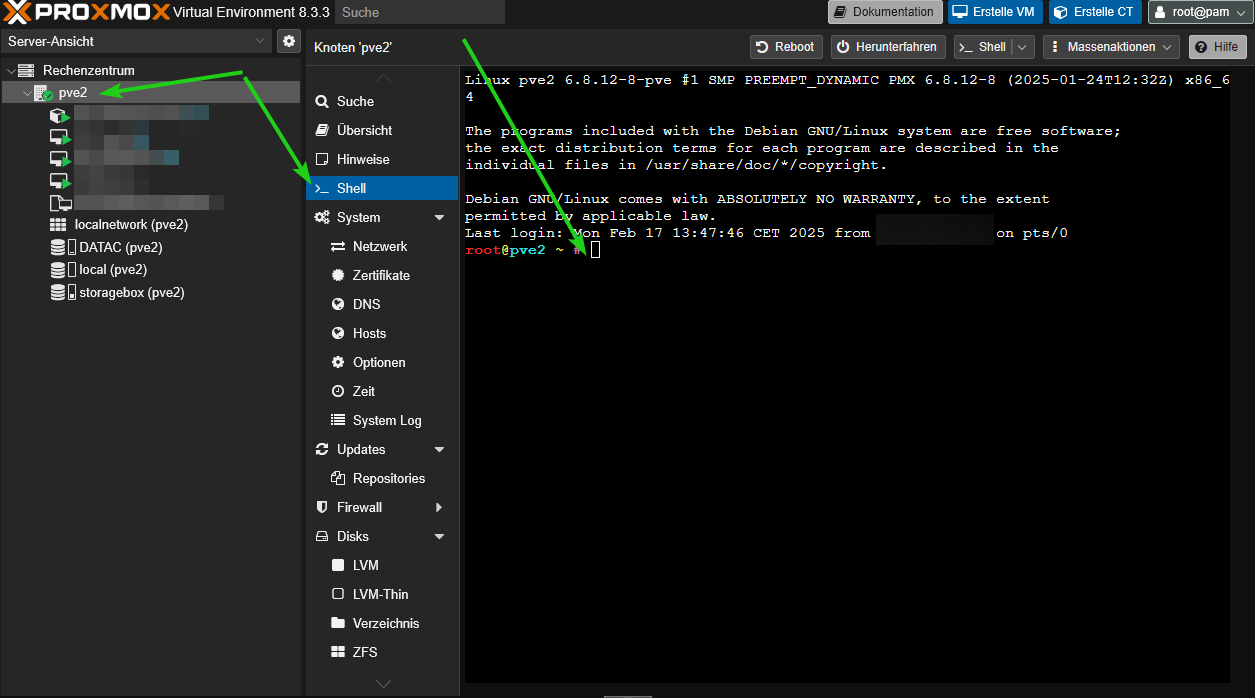 PROXMOX Virtual Environment 8.3.3 Suche Dokumentation Erstelle VM Erstelle CT root@pam
Server-Ansicht
Rechenzentrum
pve2
localnetwork (pve2)
DATAC (pve2)
local (pve2)
storagebox (pve2)
Knoten 'pve2' Reboot Herunterfahren >_ Shell Massenaktionen Hilfe
Suche
Übersicht
Hinweise
>_ Shell
System
Netzwerk
Zertifikate
DNS
Hosts
Optionen
Zeit
System Log
Updates
Repositories
Firewall
Disks
LVM
LVM-Thin
Verzeichnis
ZFS
Linux pve2 6.8.12-8-pve #1 SMP PREEMPT_DYNAMIC PMX 6.8.12-8 (2025-01-24T12:32Z) x86_6
4
The programs included with the Debian GNU/Linux system are free software;
the exact distribution terms for each program are described in the
individual files in /usr/share/doc/*/copyright.
Debian GNU/Linux comes with ABSOLUTELY NO WARRANTY, to the extent
permitted by applicable law.
Last login: Mon Feb 17 13:47:46 CET 2025 from on pts/0
root@pve2 ~ #